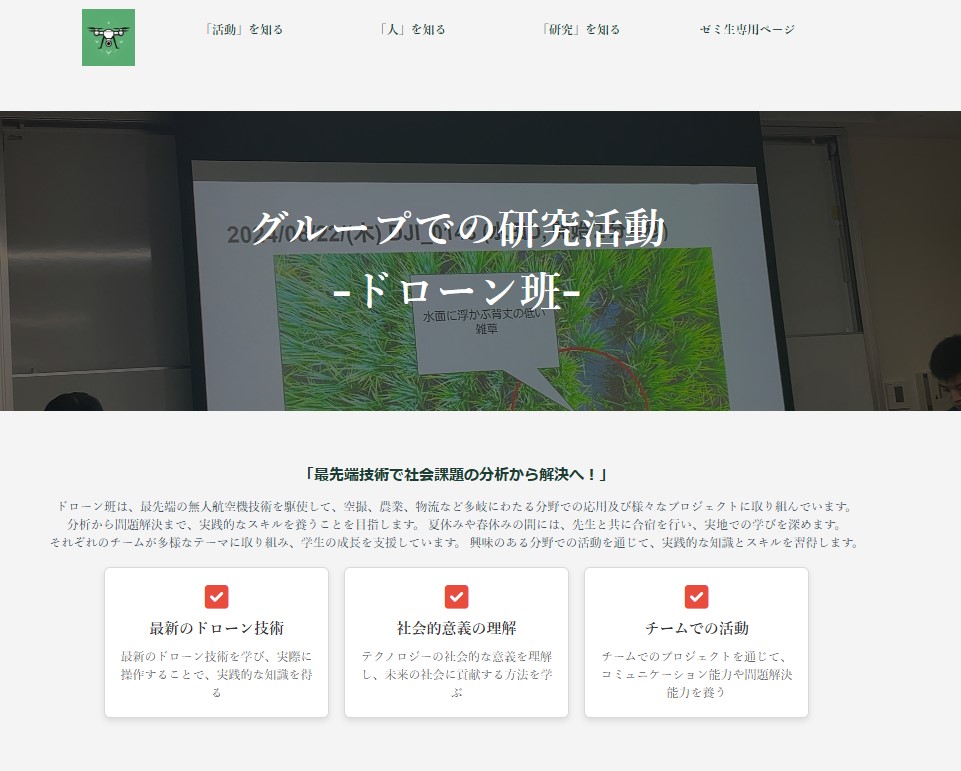 「活動」を知る
「人」を知る
「研究」を知る
ゼミ生専用ページ
グループでの研究活動
-ドローン班-
水面に浮かぶ背丈の低い
雑草
「最先端技術で社会課題の分析から解決へ！」
ドローン班は、最先端の無人航空機技術を駆使して、空撮、農業、物流など多岐にわたる分野での応用及び様々なプロジェクトに取り組んでいます。
分析から問題解決まで、実践的なスキルを養うことを目指します。 夏休みや春休みの間には、先生と共に合宿を行い、実地での学びを深めます。
それぞれのチームが多様なテーマに取り組み、学生の成長を支援しています。 興味のある分野での活動を通じて、実践的な知識とスキルを習得します。
最新のドローン技術
最新のドローン技術を学び、実際に
操作することで、実践的な知識を得
る
社会的意義の理解
テクノロジーの社会的な意義を理解
し、未来の社会に貢献する方法を学
ぶ
チームでの活動
チームでのプロジェクトを通じて、
コミュニケーション能力や問題解決
能力を養う